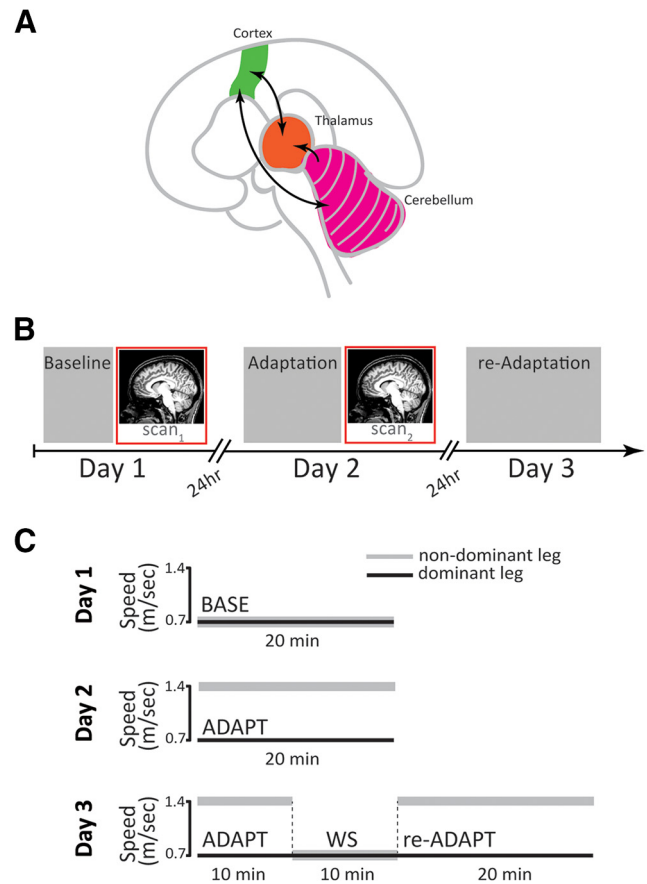 A
Cortex
Thalamus
Cerebellum
B
Baseline
Adaptation
re-Adaptation
scan1
scan2
Day 1
24hr
Day 2
24hr
Day 3
C
non-dominant leg
dominant leg
Day 1
Speed
(m/sec)
1.4
0.7
BASE
20 min
Day 2
Speed
(m/sec)
1.4
0.7
ADAPT
20 min
Day 3
Speed
(m/sec)
1.4
0.7
ADAPT
WS
re-ADAPT
10 min
10 min
20 min